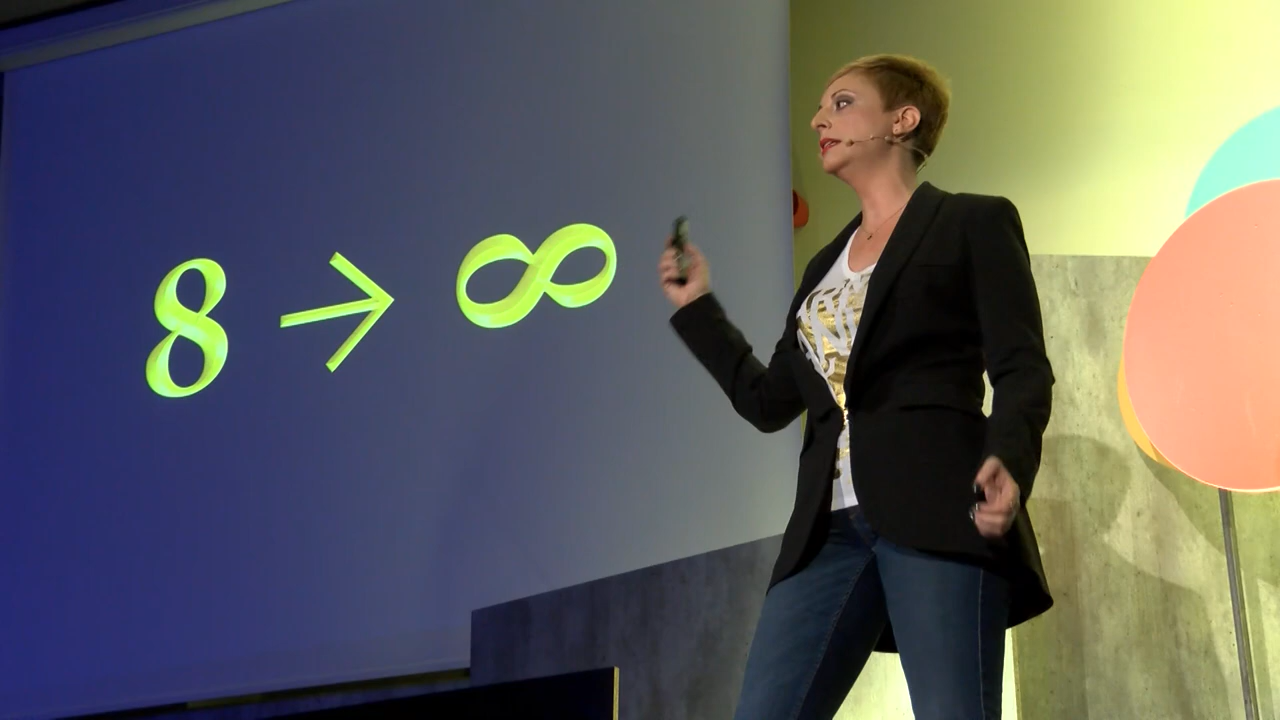 8 → ∞